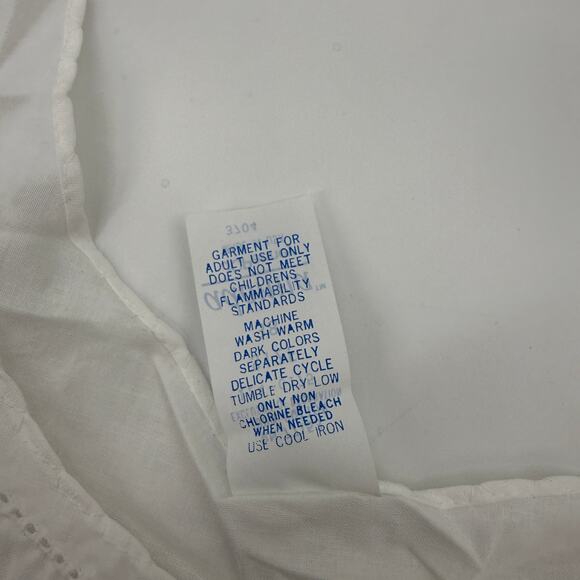 3704
GARMENT FOR
ADULT USE ONLY
DOES NOT MEET
CHILDRENS
FLAMMABILITY
STANDARDS
MACHINE
WASH WARM
DARK COLORS
SEPARATELY
DELICATE CYCLE
TUMBLE DRY LOW
ONLY NON
CHLORINE BLEACH
WHEN NEEDED
USE COOL IRON